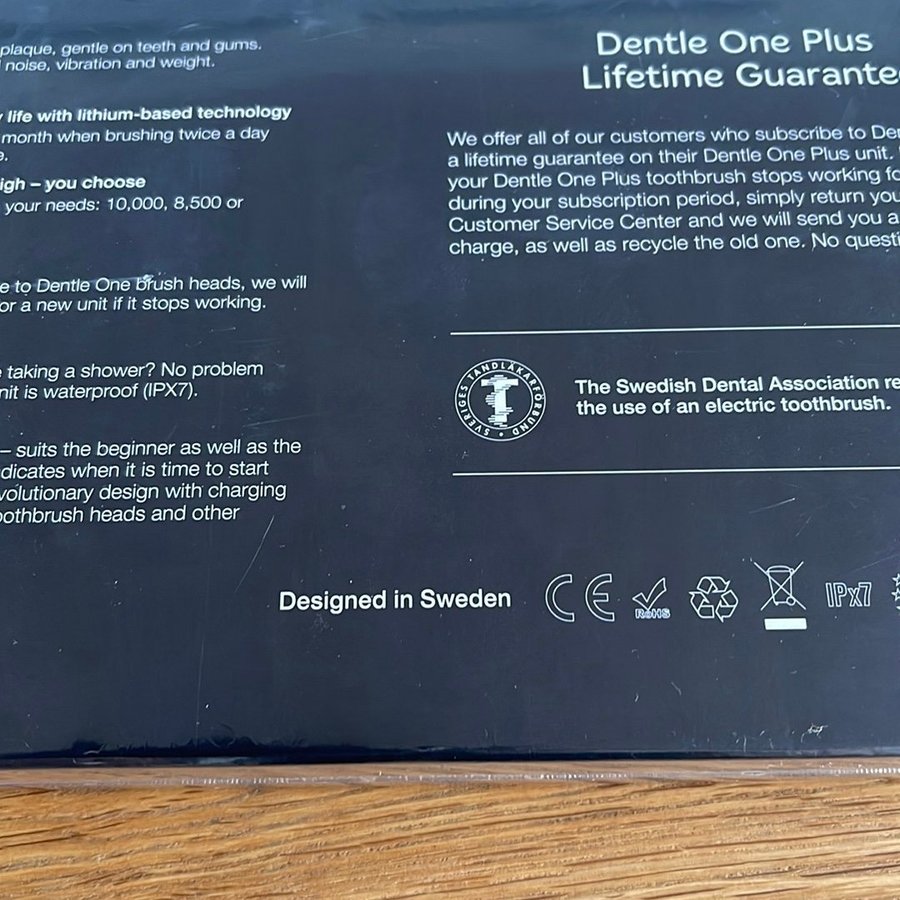 plaque, gentle on teeth and gums.
noise, vibration and weight.
life with lithium-based technology
month when brushing twice a day
igh – you choose
your needs: 10,000, 8,500 or
e to Dentle One brush heads, we will
or a new unit if it stops working.
taking a shower? No problem
nit is waterproof (IPX7).
– suits the beginner as well as the
dicates when it is time to start
volutionary design with charging
oothbrush heads and other
Dentle One Plus
Lifetime Guarantee
We offer all of our customers who subscribe to De
a lifetime guarantee on their Dentle One Plus unit.
your Dentle One Plus toothbrush stops working fo
during your subscription period, simply return you
Customer Service Center and we will send you a
charge, as well as recycle the old one. No questi
SVERIGES TANDLÄKARFÖRBUND
T
The Swedish Dental Association re
the use of an electric toothbrush.
Designed in Sweden CE RoHS IPx7